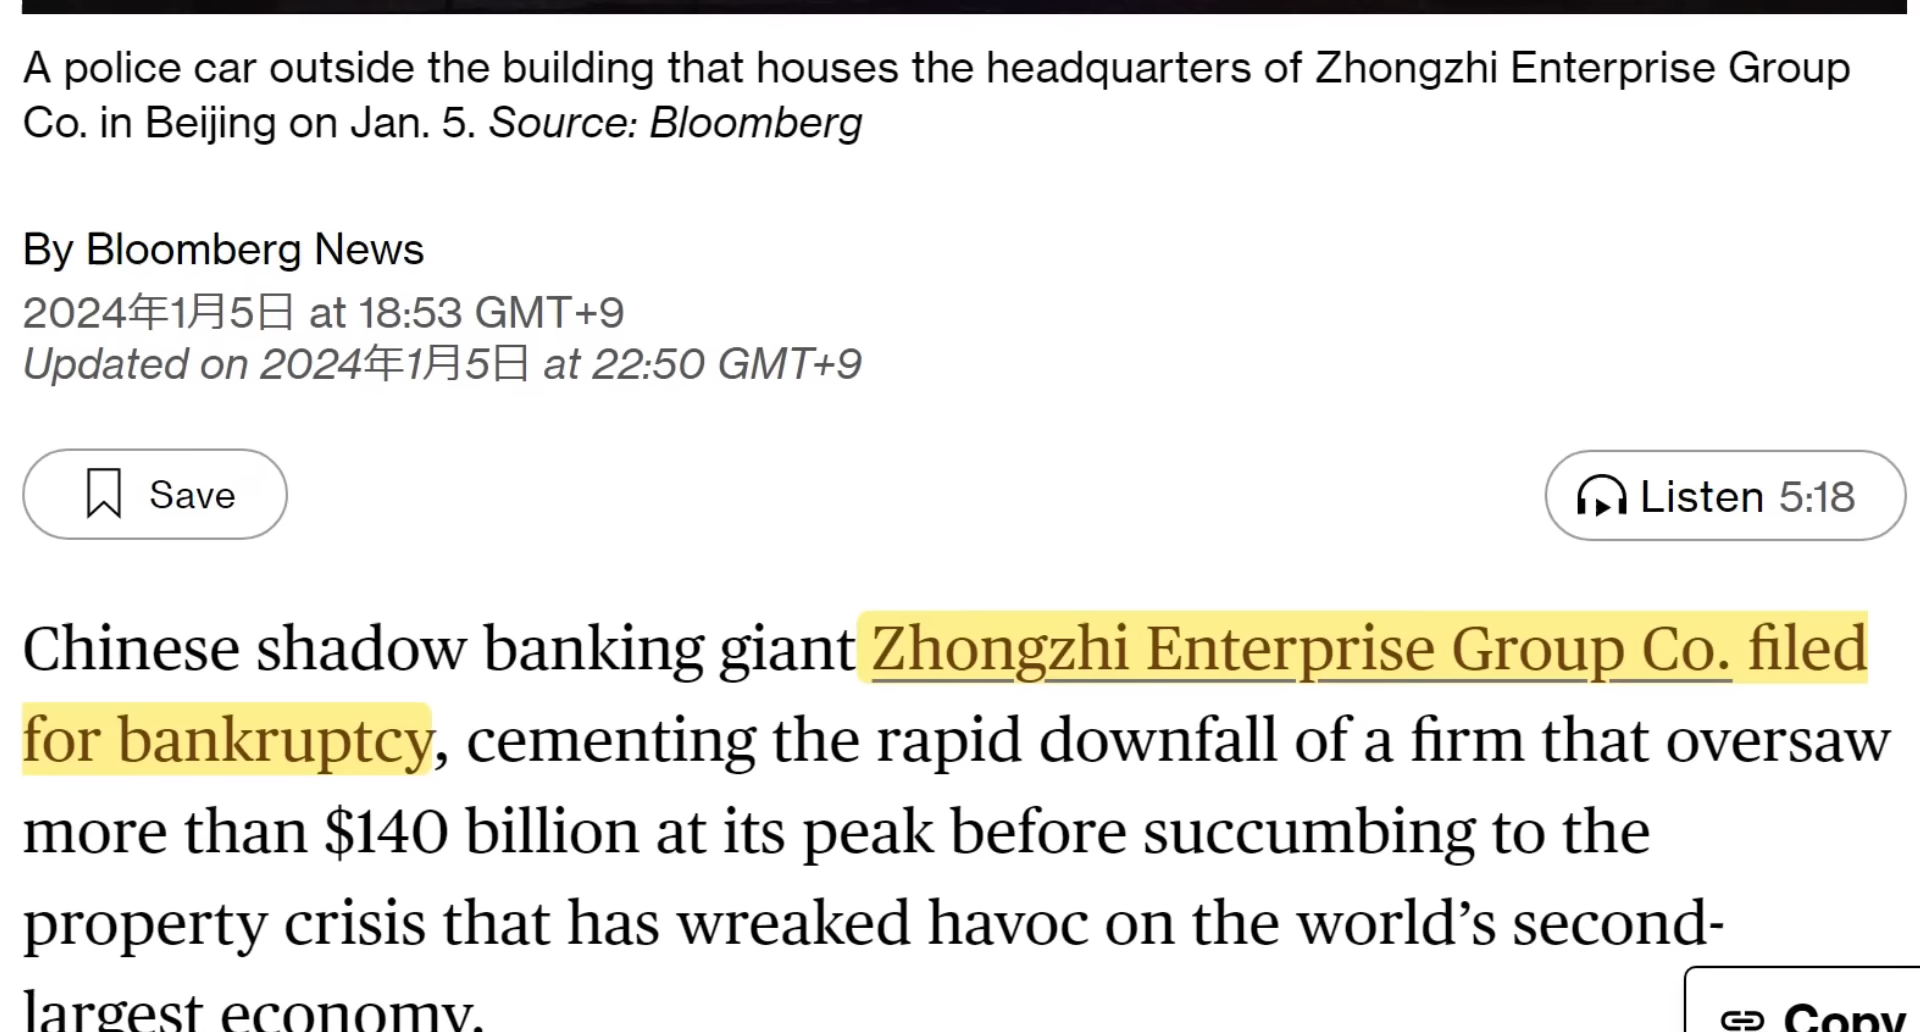 A police car outside the building that houses the headquarters of Zhongzhi Enterprise Group
Co. in Beijing on Jan. 5. Source: Bloomberg
By Bloomberg News
2024年1月5日 at 18:53 GMT+9
Updated on 2024年1月5日 at 22:50 GMT+9
Save
Listen 5:18
Chinese shadow banking giant Zhongzhi Enterprise Group Co. filed
for bankruptcy, cementing the rapid downfall of a firm that oversaw
more than $140 billion at its peak before succumbing to the
property crisis that has wreaked havoc on the world’s second-
largest economy.
Copy